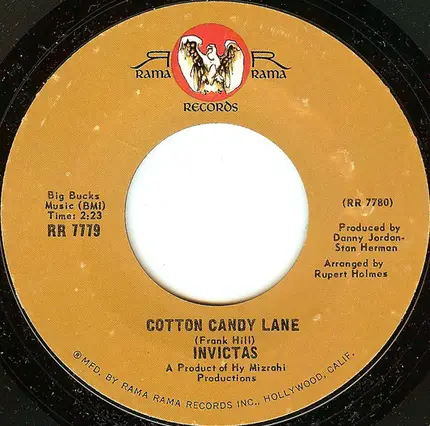 R R
RAMA RAMA
RECORDS
Big Bucks
Music (BMI)
Time: 2:23
RR 7779
(RR 7780)
Produced by
Danny Jordan-
Stan Herman
Arranged by
Rupert Holmes
COTTON CANDY LANE
(Frank Hill)
INVICTAS
A Product of Hy Mizrahi
Productions
℗MFD. BY RAMA RAMA RECORDS INC., HOLLYWOOD, CALIF.